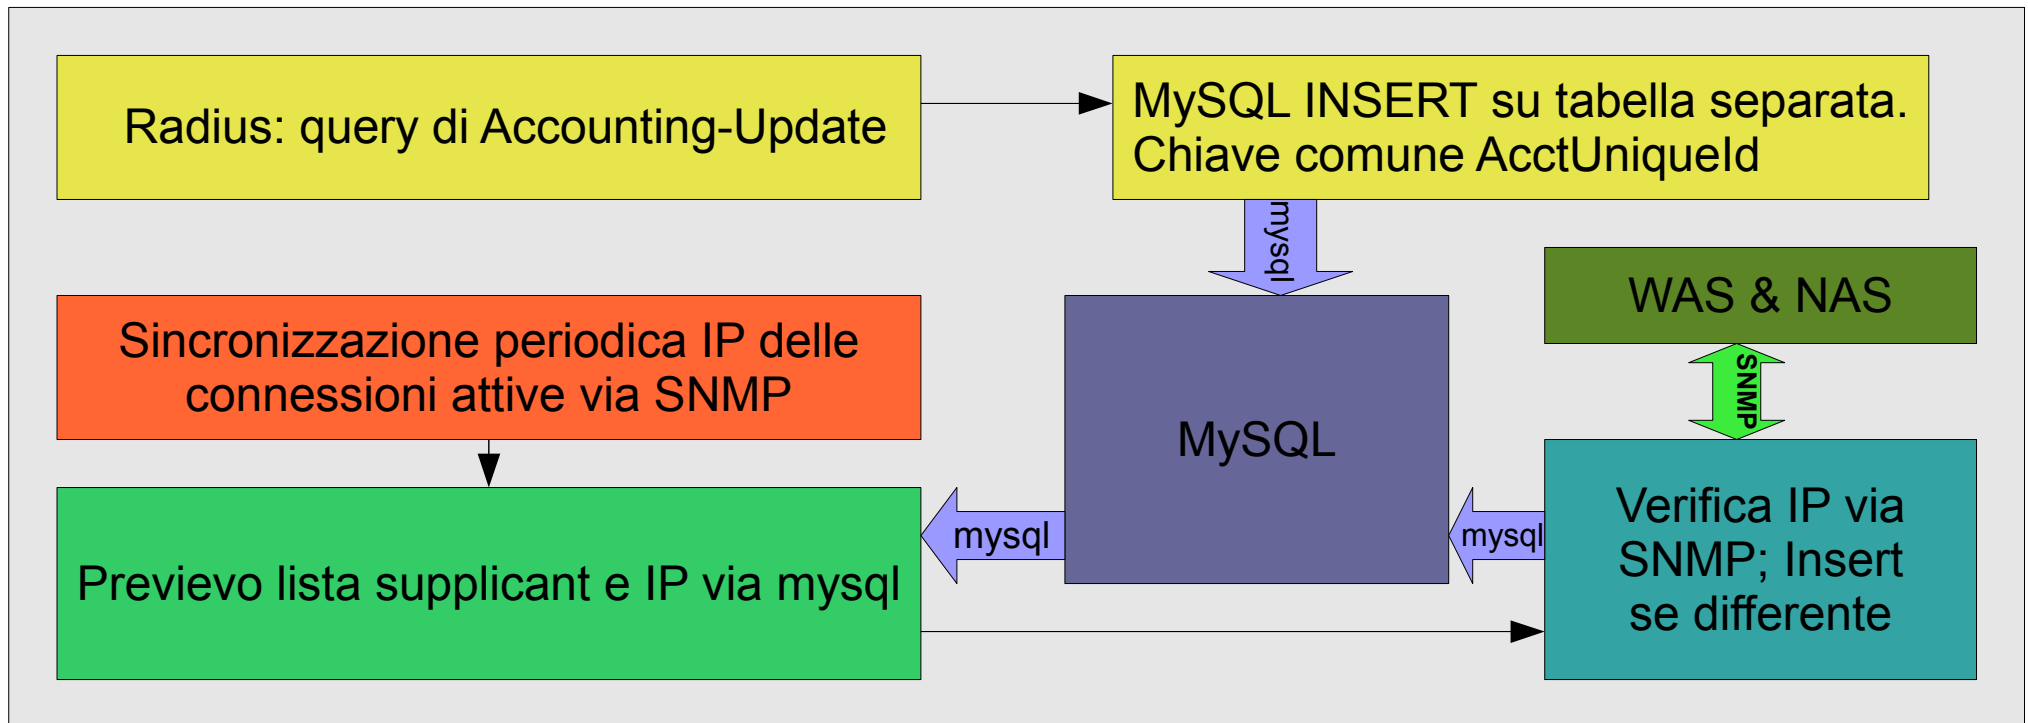 Radius: query di Accounting-Update
MySQL INSERT su tabella separata.
Chiave comune AcctUniqueId
mysql
WAS & NAS
Sincronizzazione periodica IP delle
connessioni attive via SNMP
SNMP
MySQL
Previevo lista supplicant e IP via mysql
mysql
mysql
Verifica IP via
SNMP; Insert
se differente